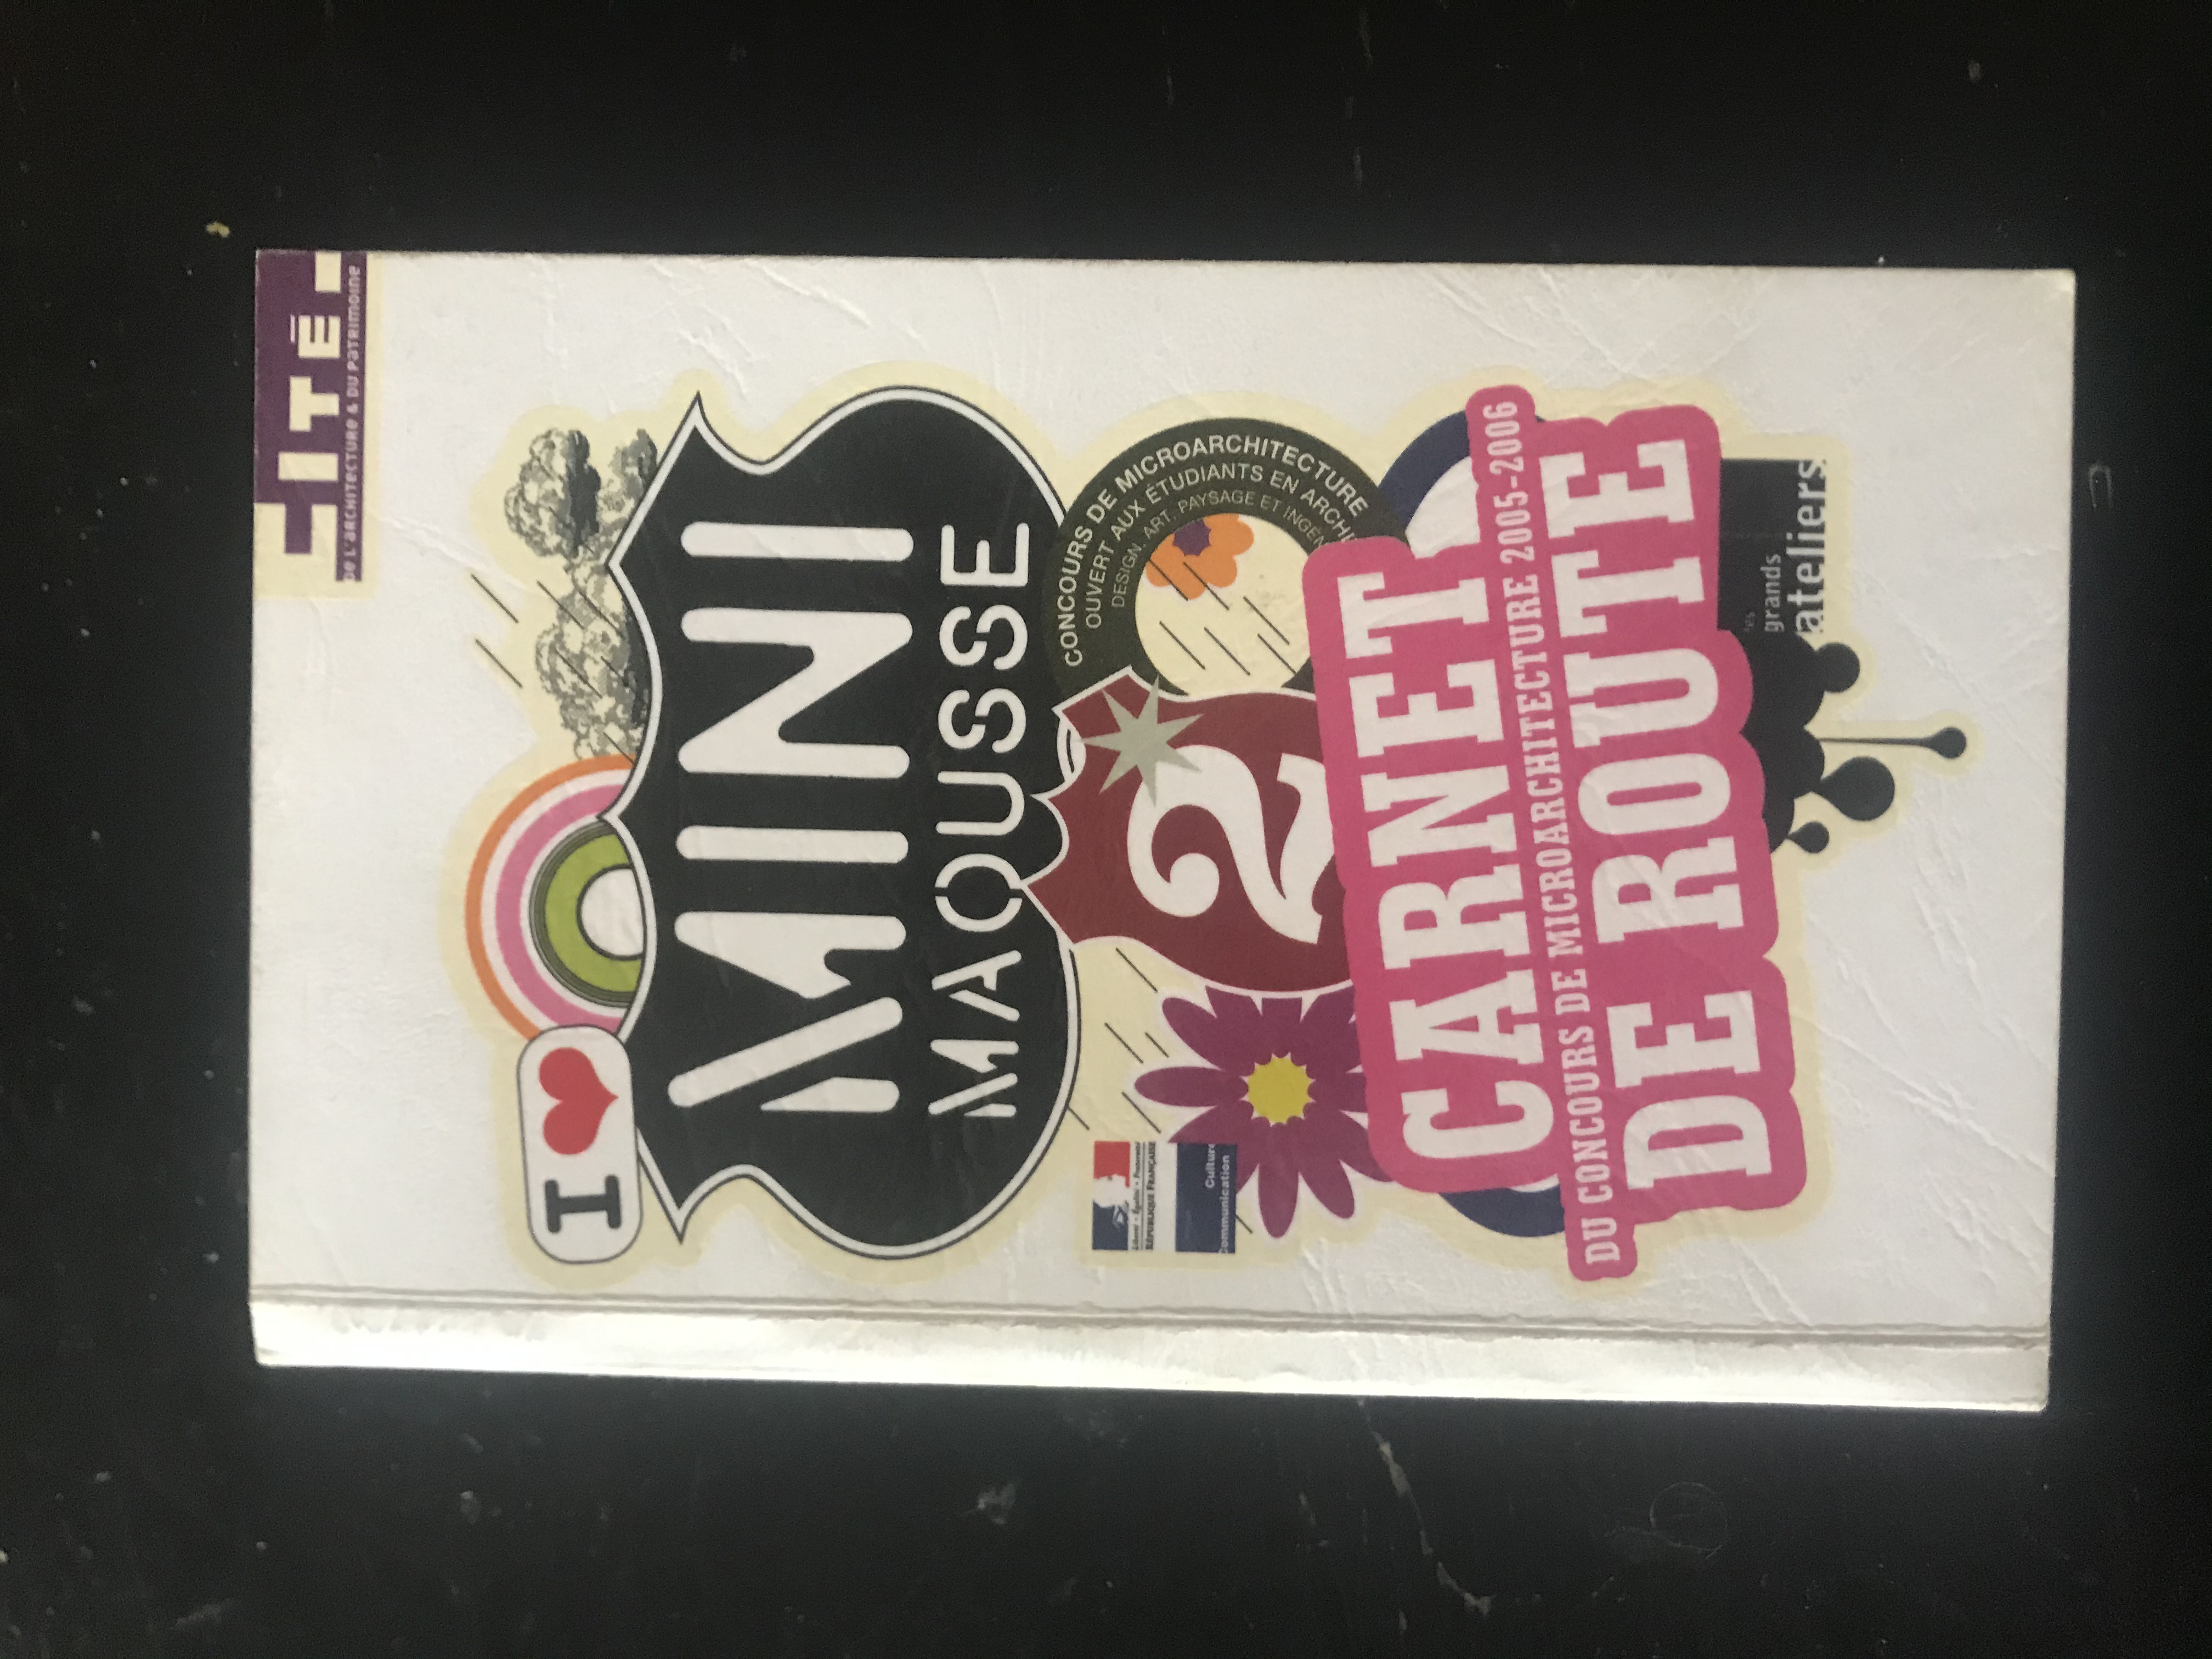 CITÉ
DE L'ARCHITECTURE & DU PATRIMOINE
I
MINI
MAQUSSE
CONCOURS DE MICROARCHITECTURE
OUVERT AUX ÉTUDIANTS EN ARCHI
DESIGN, ART, PAYSAGE ET INGÉN
2
Liberté • Égalité • Fraternité
RÉPUBLIQUE FRANÇAISE
Culture
Communication
CARNET
DU CONCOURS DE MICROARCHITECTURE 2005-2006
DE ROUTE
les
grands
ateliers